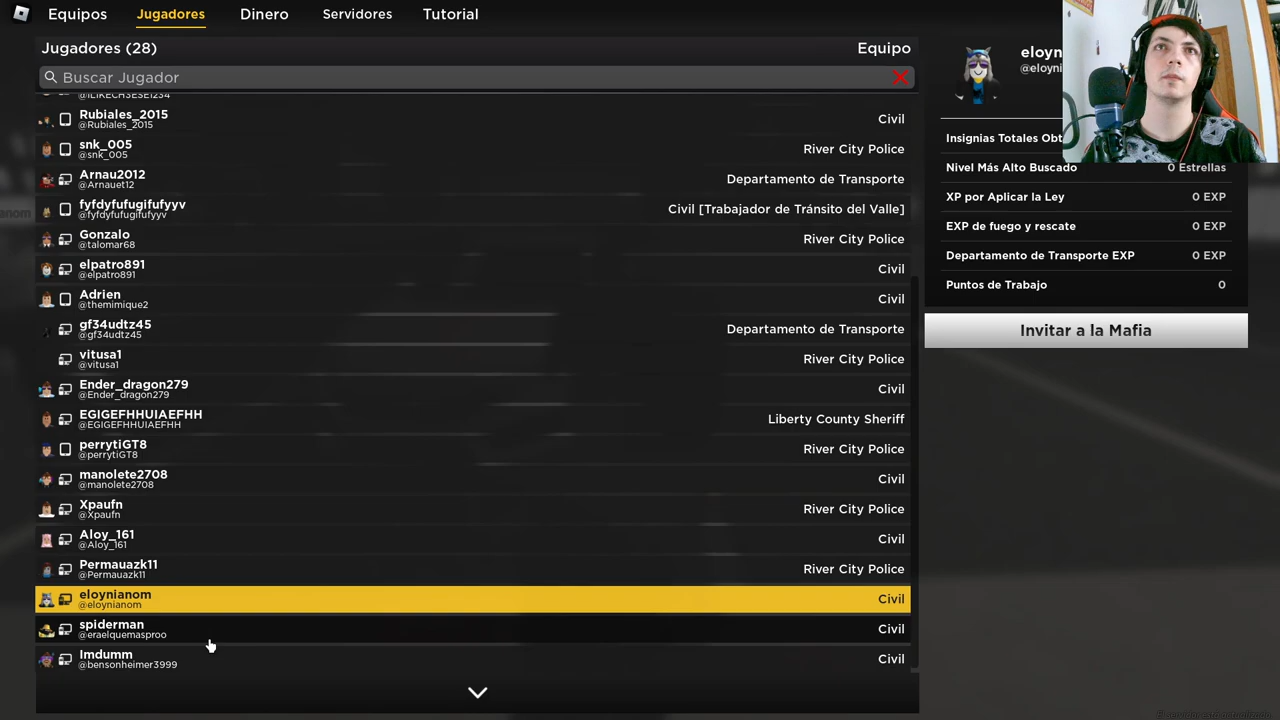 Equipos Jugadores Dinero Servidores Tutorial
Jugadores (28) Equipo
Buscar Jugador
@ILIKECH3ESE1234
Rubiales_2015 Civil
@Rubiales_2015
snk_005 River City Police
@snk_005
Arnau2012 Departamento de Transporte
@Arnauet12
fyfdyfufugifufyyv Civil [Trabajador de Tránsito del Valle]
@fyfdyfufugifufyyv
Gonzalo River City Police
@talomar68
elpatro891 Civil
@elpatro891
Adrien Civil
@themimique2
gf34udtz45 Departamento de Transporte
@gf34udtz45
vitusa1 River City Police
@vitusa1
Ender_dragon279 Civil
@Ender_dragon279
EGIGEFHHUIAEFHH Liberty County Sheriff
@EGIGEFHHUIAEFHH
perrytiGT8 River City Police
@perrytiGT8
manolete2708 Civil
@manolete2708
Xpaufn River City Police
@Xpaufn
Aloy_161 Civil
@Aloy_161
Permauazk11 River City Police
@Permauazk11
eloynianom Civil
@eloynianom
spiderman Civil
@eraelquemasproo
Imdumm Civil
@bensonheimer3999
eloyn
@eloyni
Insignias Totales Obt
Nivel Más Alto Buscado 0 Estrellas
XP por Aplicar la Ley 0 EXP
EXP de fuego y rescate 0 EXP
Departamento de Transporte EXP 0 EXP
Puntos de Trabajo 0
Invitar a la Mafia